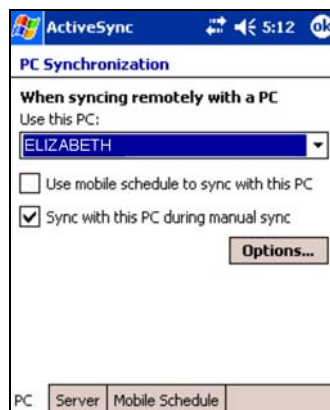 ActiveSync 5:12 ok
PC Synchronization
When syncing remotely with a PC
Use this PC:
ELIZABETH
Use mobile schedule to sync with this PC
Sync with this PC during manual sync
Options...
PC Server Mobile Schedule